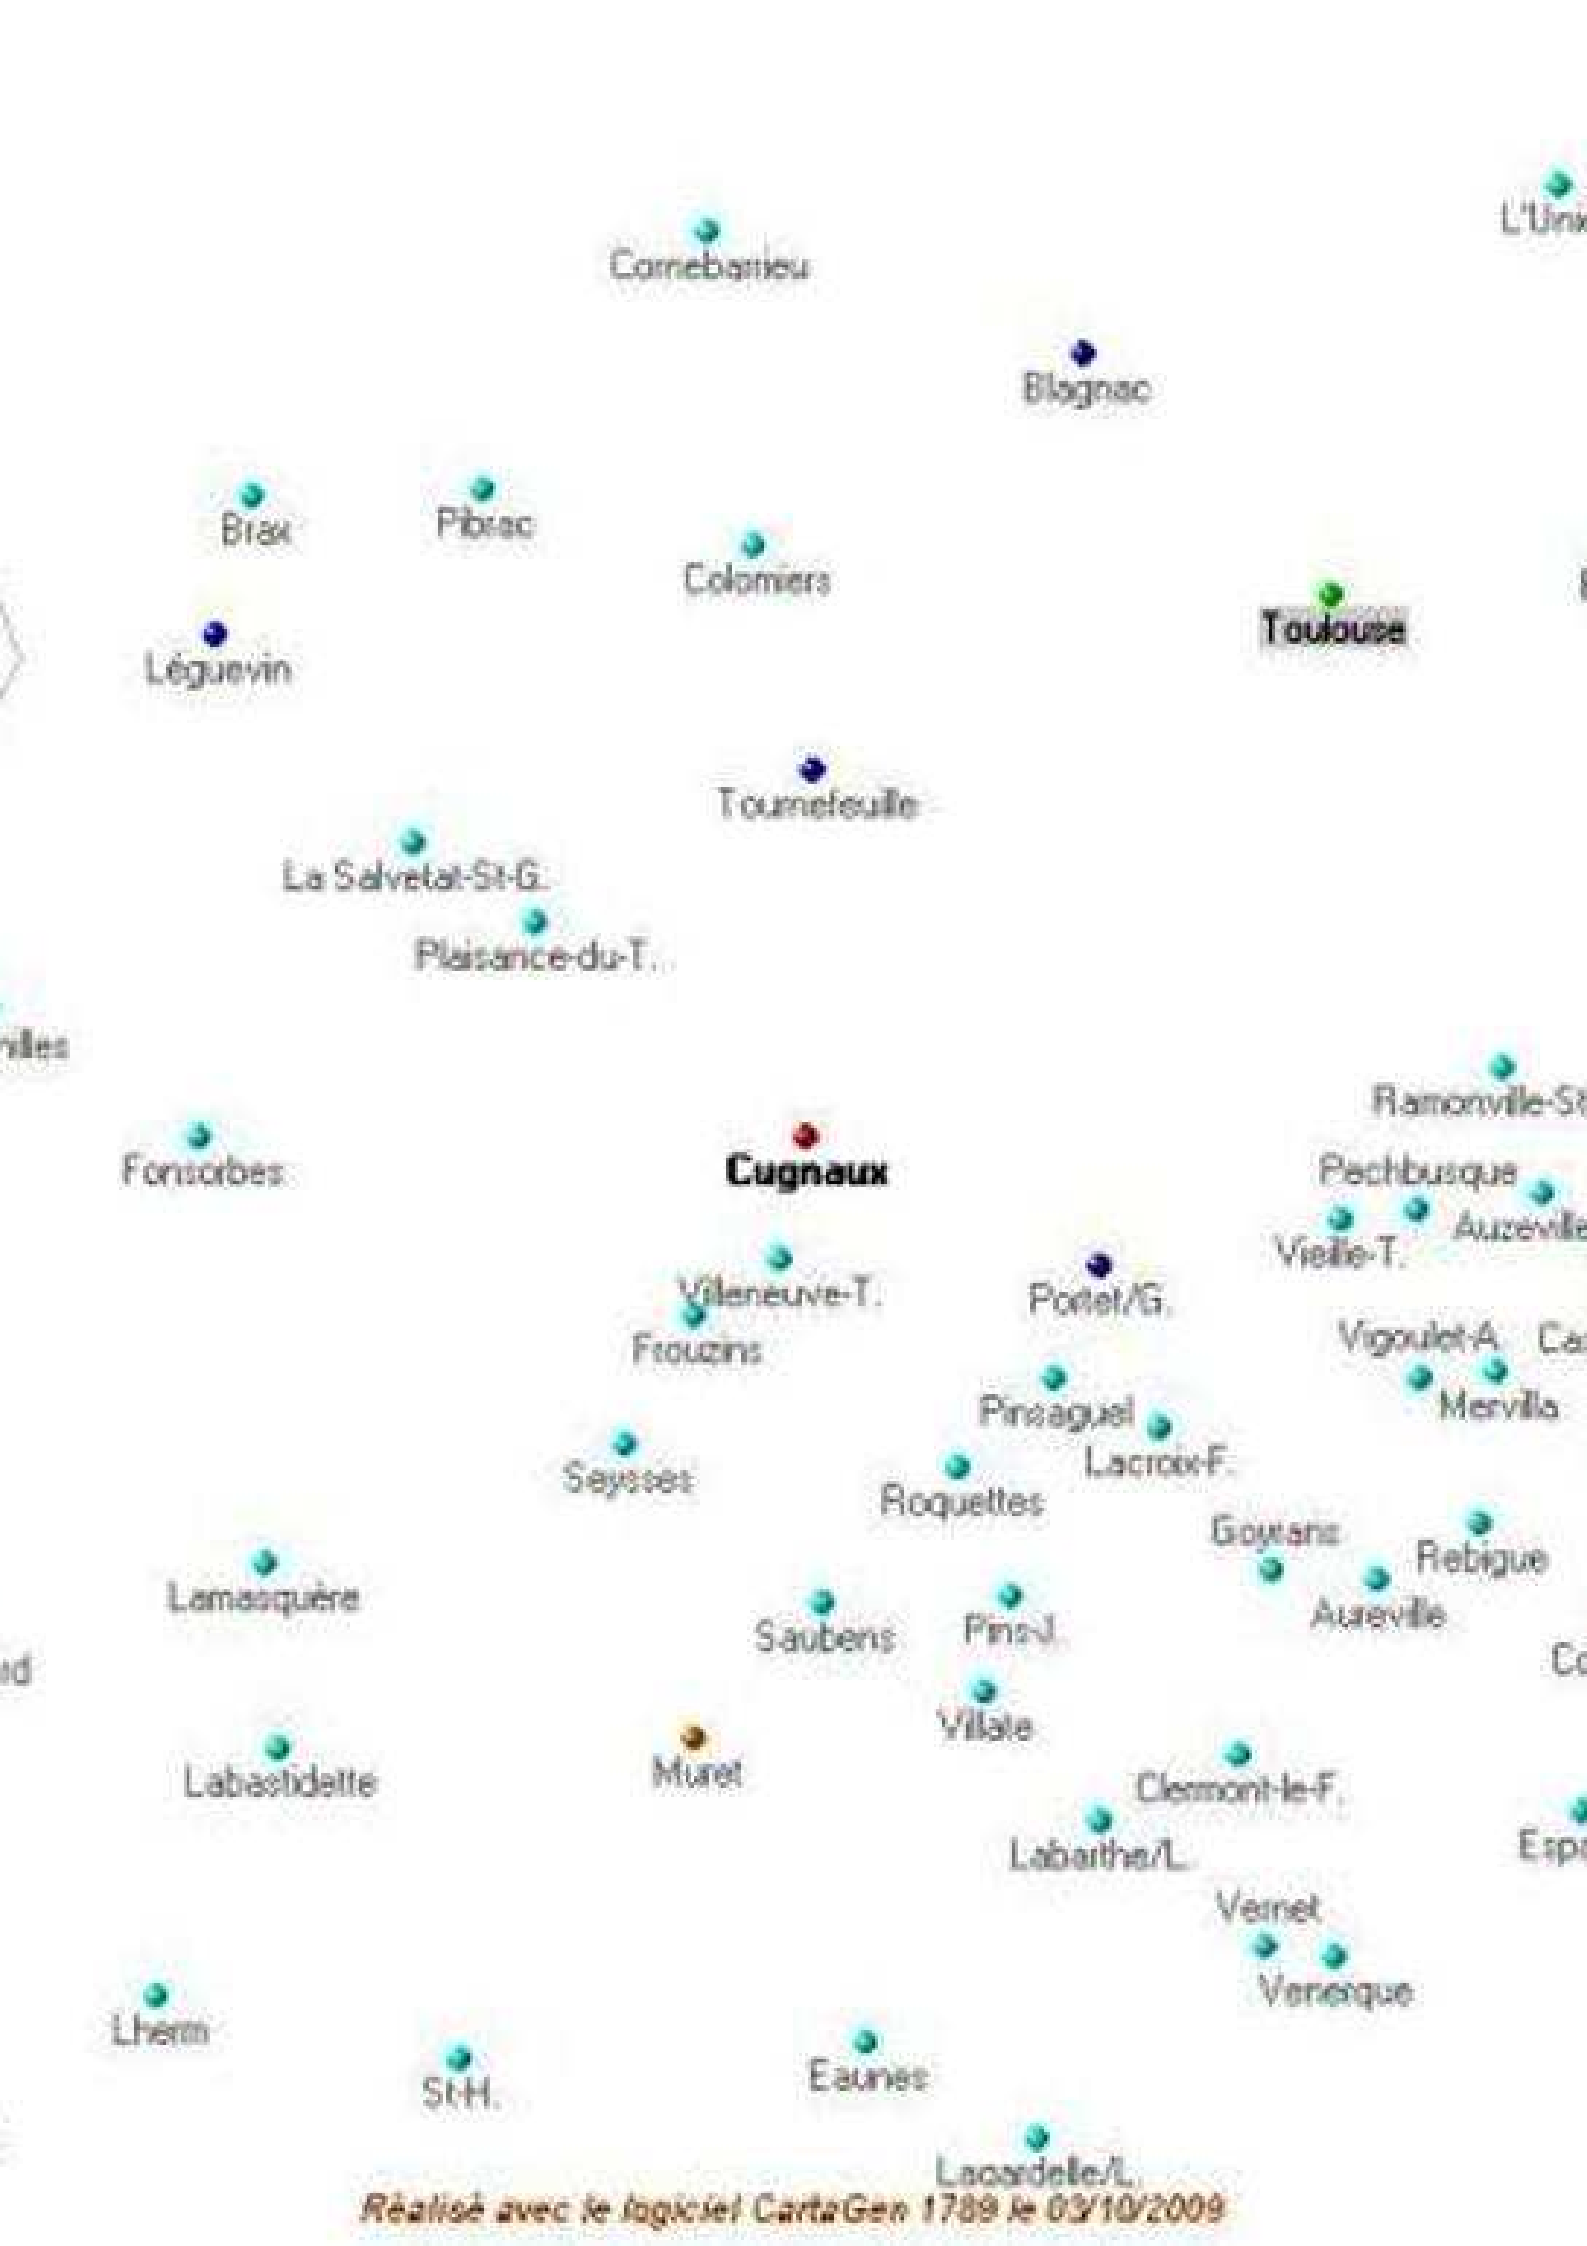 L'Uni
Cornebarrieu
Blagnac
Brax
Pibrac
Colomiers
Toulouse
Léguevin
Tournefeuille
La Salvetat-St-G.
Plaisance-du-T.
nilles
Ramonville-St
Fonsorbes
Cugnaux
Pechbusque
Auzeville
Vieille-T.
Villeneuve-T.
Portet/G.
Frouzins
Vigoulet-A.
Pinsaguel
Mervilla
Lacroix-F.
Seysses
Roquettes
Goyrans
Rebigue
Lamasquère
Saubens
Pins-J.
Aureville
Co
Villate
Muret
Labastidette
Clermont-le-F.
Labarthe/L.
Espa
Vernet
Venerque
Lherm
St-H.
Eaunes
Lagardelle/L.
Réalisé avec le logiciel CartaGen 1789 le 03/10/2009